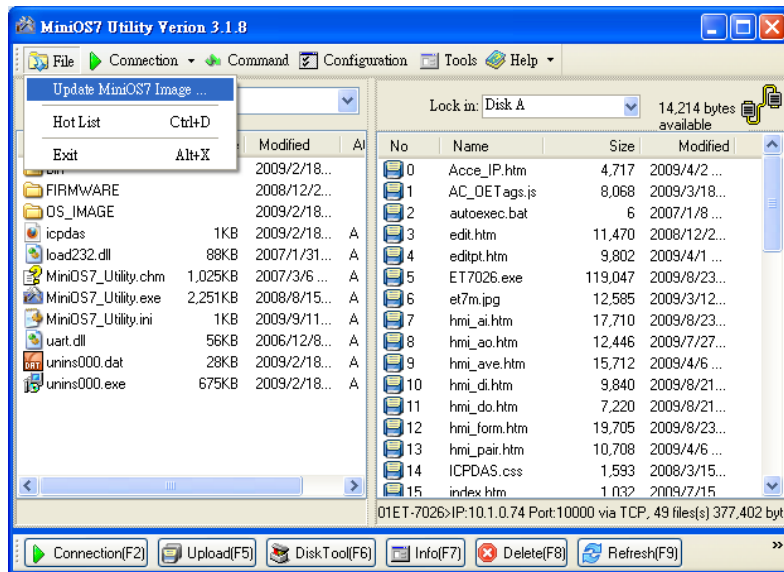 MiniOS7 Utility Verion 3.1.8
File Connection Command Configuration Tools Help
Update MiniOS7 Image ...
Hot List Ctrl+D
Exit Alt+X
Lock in: Disk A
14,214 bytes available
Modified
No Name Size Modified
2009/2/18...
FIRMWARE 2008/12/2...
OS_IMAGE 2009/2/18...
icpdas 1KB 2009/2/18... A
load232.dll 88KB 2007/1/31... A
MiniOS7_Utility.chm 1,025KB 2007/3/6 ... A
MiniOS7_Utility.exe 2,251KB 2008/8/15... A
MiniOS7_Utility.ini 1KB 2009/9/11... A
uart.dll 56KB 2006/12/8... A
unins000.dat 28KB 2009/2/18... A
unins000.exe 675KB 2009/2/18... A
0 Acce_IP.htm 4,717 2009/4/2 ...
1 AC_OETags.js 8,068 2009/3/18...
2 autoexec.bat 6 2007/1/8 ...
3 edit.htm 11,470 2008/12/2...
4 editpt.htm 9,802 2009/4/1 ...
5 ET7026.exe 119,047 2009/8/23...
6 et7m.jpg 12,585 2009/3/12...
7 hmi_ai.htm 17,710 2009/8/23...
8 hmi_ao.htm 12,446 2009/7/27...
9 hmi_ave.htm 15,712 2009/4/6 ...
10 hmi_di.htm 9,840 2009/8/21...
11 hmi_do.htm 7,220 2009/8/21...
12 hmi_form.htm 19,705 2009/8/23...
13 hmi_pair.htm 10,708 2009/4/6 ...
14 ICPDAS.css 1,593 2008/3/15...
15 index.htm 1,032 2009/7/15
01ET-7026>IP:10.1.0.74 Port:10000 via TCP, 49 files(s) 377,402 byt
Connection(F2) Upload(F5) DiskTool(F6) Info(F7) Delete(F8) Refresh(F9) »